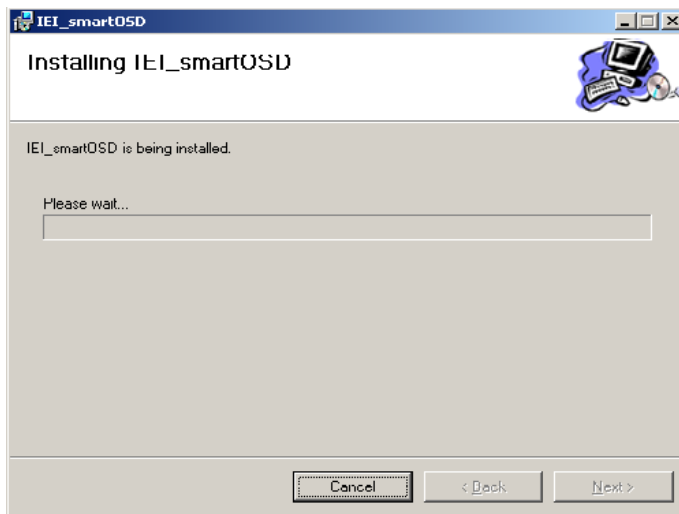 IEI_smartOSD
Installing IEI_smartOSD
IEI_smartOSD is being installed.
Please wait...
Cancel
< Back
Next >